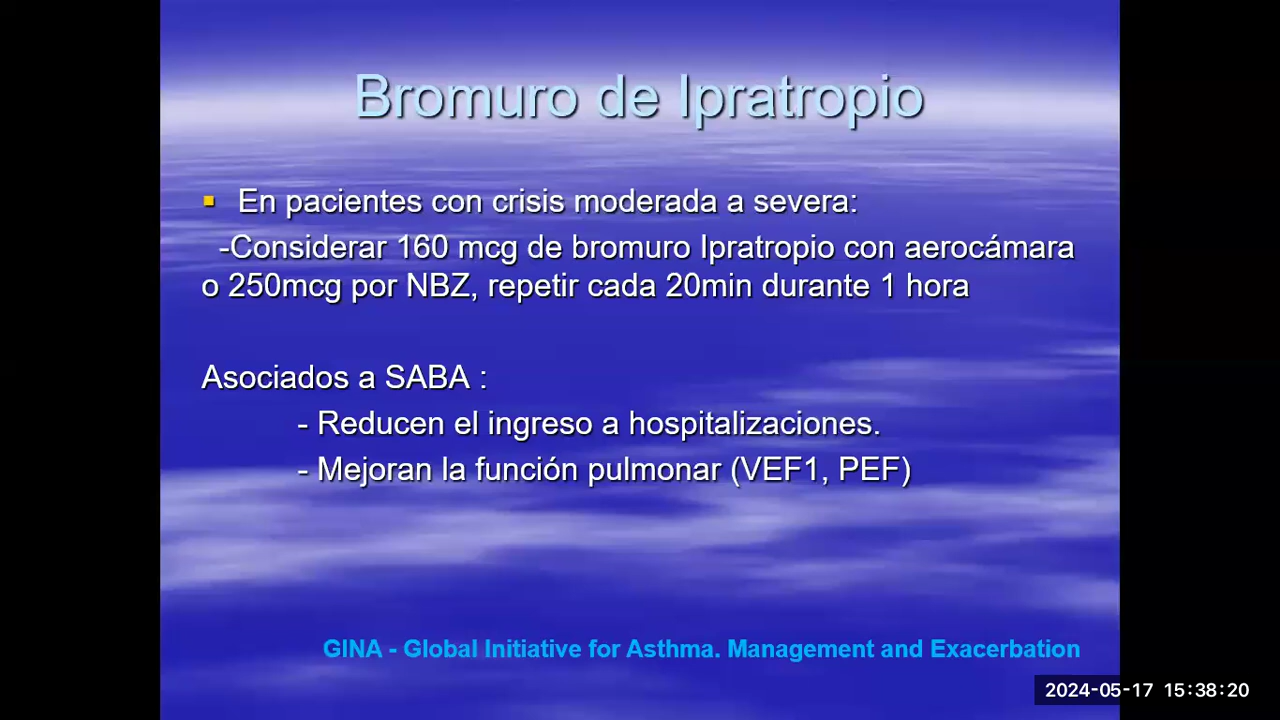 Bromuro de Ipratropio
▪ En pacientes con crisis moderada a severa:
-Considerar 160 mcg de bromuro Ipratropio con aerocámara
o 250mcg por NBZ, repetir cada 20min durante 1 hora
Asociados a SABA :
- Reducen el ingreso a hospitalizaciones.
- Mejoran la función pulmonar (VEF1, PEF)
GINA - Global Initiative for Asthma. Management and Exacerbation
2024-05-17 15:38:20